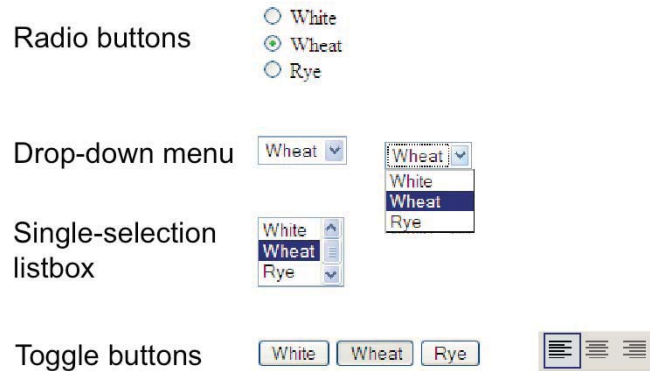 Radio buttons
White
Wheat
Rye
Drop-down menu
Wheat
Wheat
White
Wheat
Rye
Single-selection
listbox
White
Wheat
Rye
Toggle buttons
White Wheat Rye